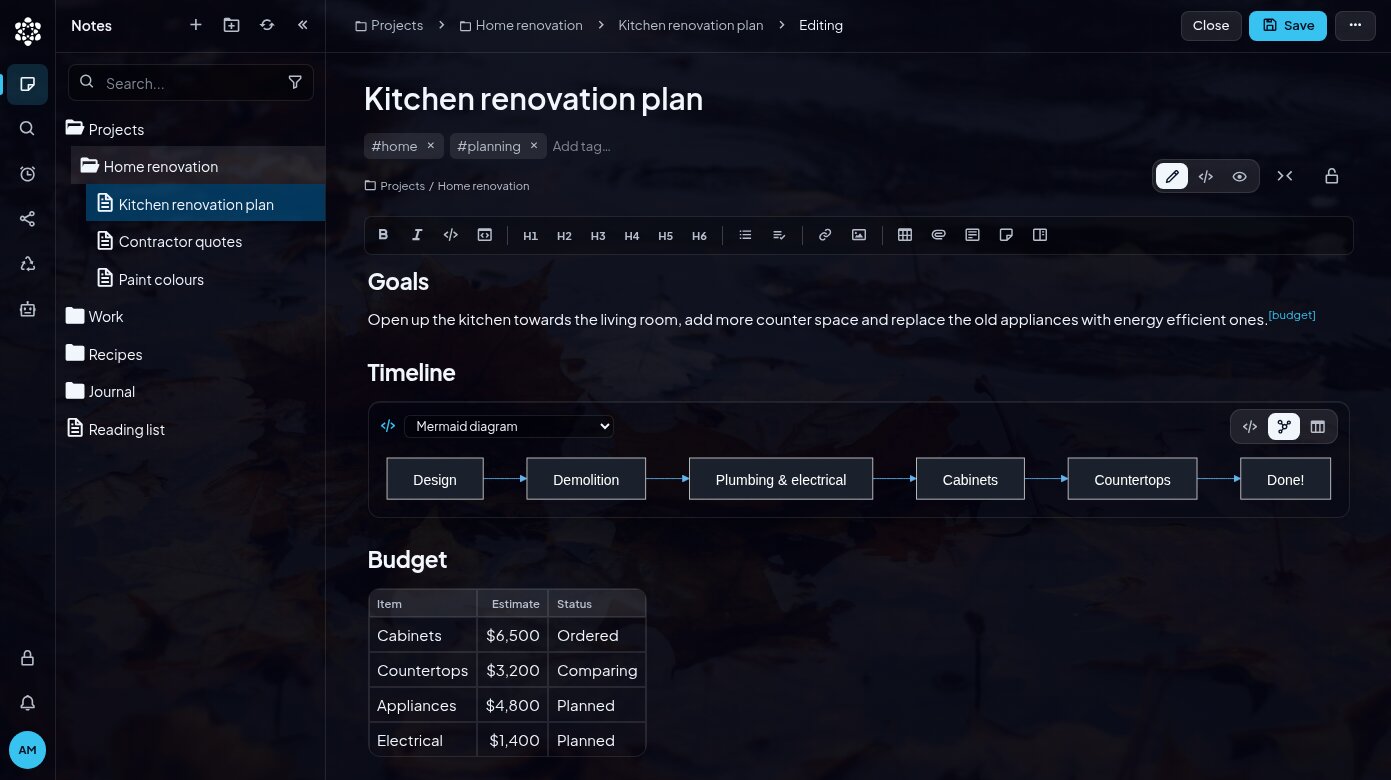 Notes
Search...
Projects
Home renovation
Kitchen renovation plan
Contractor quotes
Paint colours
Work
Recipes
Journal
Reading list
AM
Projects > Home renovation > Kitchen renovation plan > Editing
Close Save ...
Kitchen renovation plan
#home × #planning × Add tag...
Projects / Home renovation
B I </> H1 H2 H3 H4 H5 H6
Goals
Open up the kitchen towards the living room, add more counter space and replace the old appliances with energy efficient ones.[budget]
Timeline
</> Mermaid diagram </>
Design Demolition Plumbing & electrical Cabinets Countertops Done!
Budget
Item Estimate Status
Cabinets $6,500 Ordered
Countertops $3,200 Comparing
Appliances $4,800 Planned
Electrical $1,400 Planned